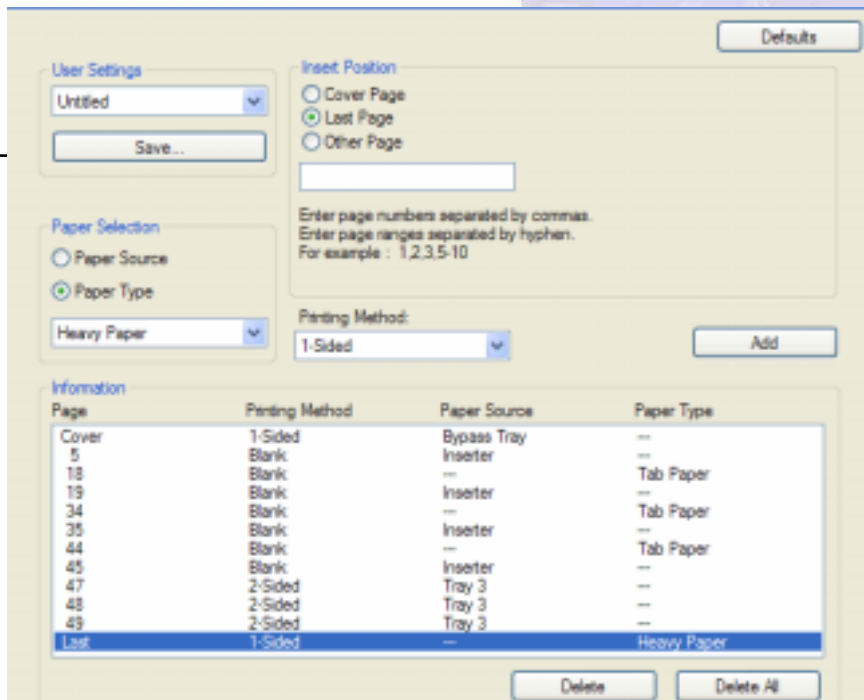 Defaults
User Settings
Untitled
Save...
Insert Position
Cover Page
Last Page
Other Page
Enter page numbers separated by commas.
Enter page ranges separated by hyphen.
For example : 1,2,3,5-10
Paper Selection
Paper Source
Paper Type
Heavy Paper
Printing Method:
1-Sided
Add
Information
Page Printing Method Paper Source Paper Type
Cover 1-Sided Bypass Tray ---
5 Blank Inserter ---
18 Blank --- Tab Paper
19 Blank Inserter ---
34 Blank --- Tab Paper
35 Blank Inserter ---
44 Blank --- Tab Paper
45 Blank Inserter ---
47 2-Sided Tray 3 ---
48 2-Sided Tray 3 ---
49 2-Sided Tray 3 ---
Last 1-Sided --- Heavy Paper
Delete
Delete All